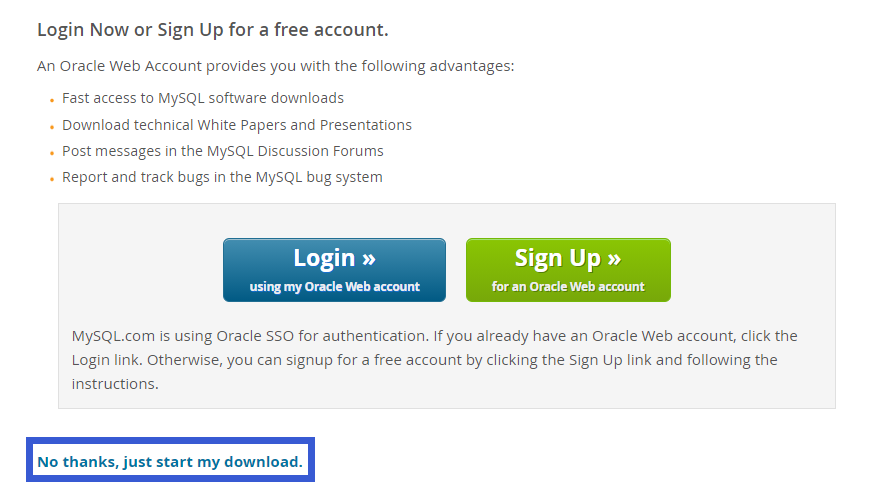 Login Now or Sign Up for a free account.
An Oracle Web Account provides you with the following advantages:
Fast access to MySQL software downloads
Download technical White Papers and Presentations
Post messages in the MySQL Discussion Forums
Report and track bugs in the MySQL bug system
Login »
using my Oracle Web account
Sign Up »
for an Oracle Web account
MySQL.com is using Oracle SSO for authentication. If you already have an Oracle Web account, click the
Login link. Otherwise, you can signup for a free account by clicking the Sign Up link and following the
instructions.
No thanks, just start my download.